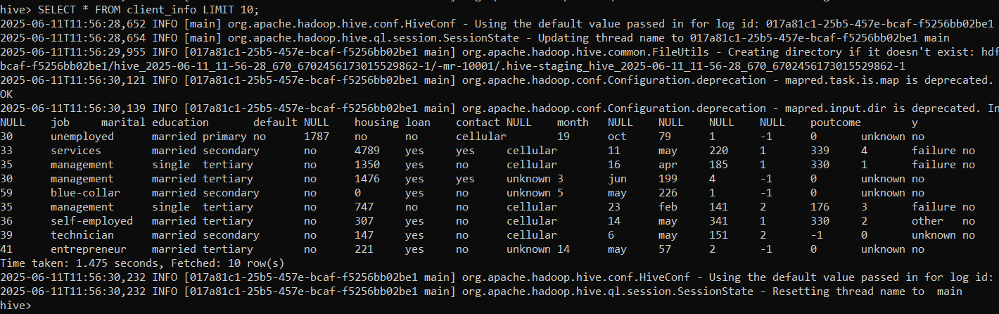 hive> SELECT * FROM client_info LIMIT 10;
2025-06-11T11:56:28,652 INFO [main] org.apache.hadoop.hive.conf.HiveConf - Using the default value passed in for log id: 017a81c1-25b5-457e-bcaf-f5256bb02be1
2025-06-11T11:56:28,654 INFO [main] org.apache.hadoop.hive.ql.session.SessionState - Updating thread name to 017a81c1-25b5-457e-bcaf-f5256bb02be1 main
2025-06-11T11:56:29,955 INFO [017a81c1-25b5-457e-bcaf-f5256bb02be1 main] org.apache.hadoop.hive.common.FileUtils - Creating directory if it doesn't exist: hdf
bcaf-f5256bb02be1/hive_2025-06-11_11-56-28_670_6702456173015529862-1/-mr-10001/.hive-staging_hive_2025-06-11_11-56-28_670_6702456173015529862-1
2025-06-11T11:56:30,121 INFO [017a81c1-25b5-457e-bcaf-f5256bb02be1 main] org.apache.hadoop.conf.Configuration.deprecation - mapred.task.is.map is deprecated.
OK
2025-06-11T11:56:30,139 INFO [017a81c1-25b5-457e-bcaf-f5256bb02be1 main] org.apache.hadoop.conf.Configuration.deprecation - mapred.input.dir is deprecated. In
NULL job marital education default NULL housing loan contact NULL month NULL NULL NULL NULL poutcome y
30 unemployed married primary no 1787 no no cellular 19 oct 79 1 -1 0 unknown no
33 services married secondary no 4789 yes yes cellular 11 may 220 1 339 4 failure no
35 management single tertiary no 1350 yes no cellular 16 apr 185 1 330 1 failure no
30 management married tertiary no 1476 yes yes unknown 3 jun 199 4 -1 0 unknown no
59 blue-collar married secondary no 0 yes no unknown 5 may 226 1 -1 0 unknown no
35 management single tertiary no 747 no no cellular 23 feb 141 2 176 3 failure no
36 self-employed married tertiary no 307 yes no cellular 14 may 341 1 330 2 other no
39 technician married secondary no 147 yes no cellular 6 may 151 2 -1 0 unknown no
41 entrepreneur married tertiary no 221 yes no unknown 14 may 57 2 -1 0 unknown no
Time taken: 1.475 seconds, Fetched: 10 row(s)
2025-06-11T11:56:30,232 INFO [017a81c1-25b5-457e-bcaf-f5256bb02be1 main] org.apache.hadoop.hive.conf.HiveConf - Using the default value passed in for log id:
2025-06-11T11:56:30,232 INFO [017a81c1-25b5-457e-bcaf-f5256bb02be1 main] org.apache.hadoop.hive.ql.session.SessionState - Resetting thread name to  main
hive>